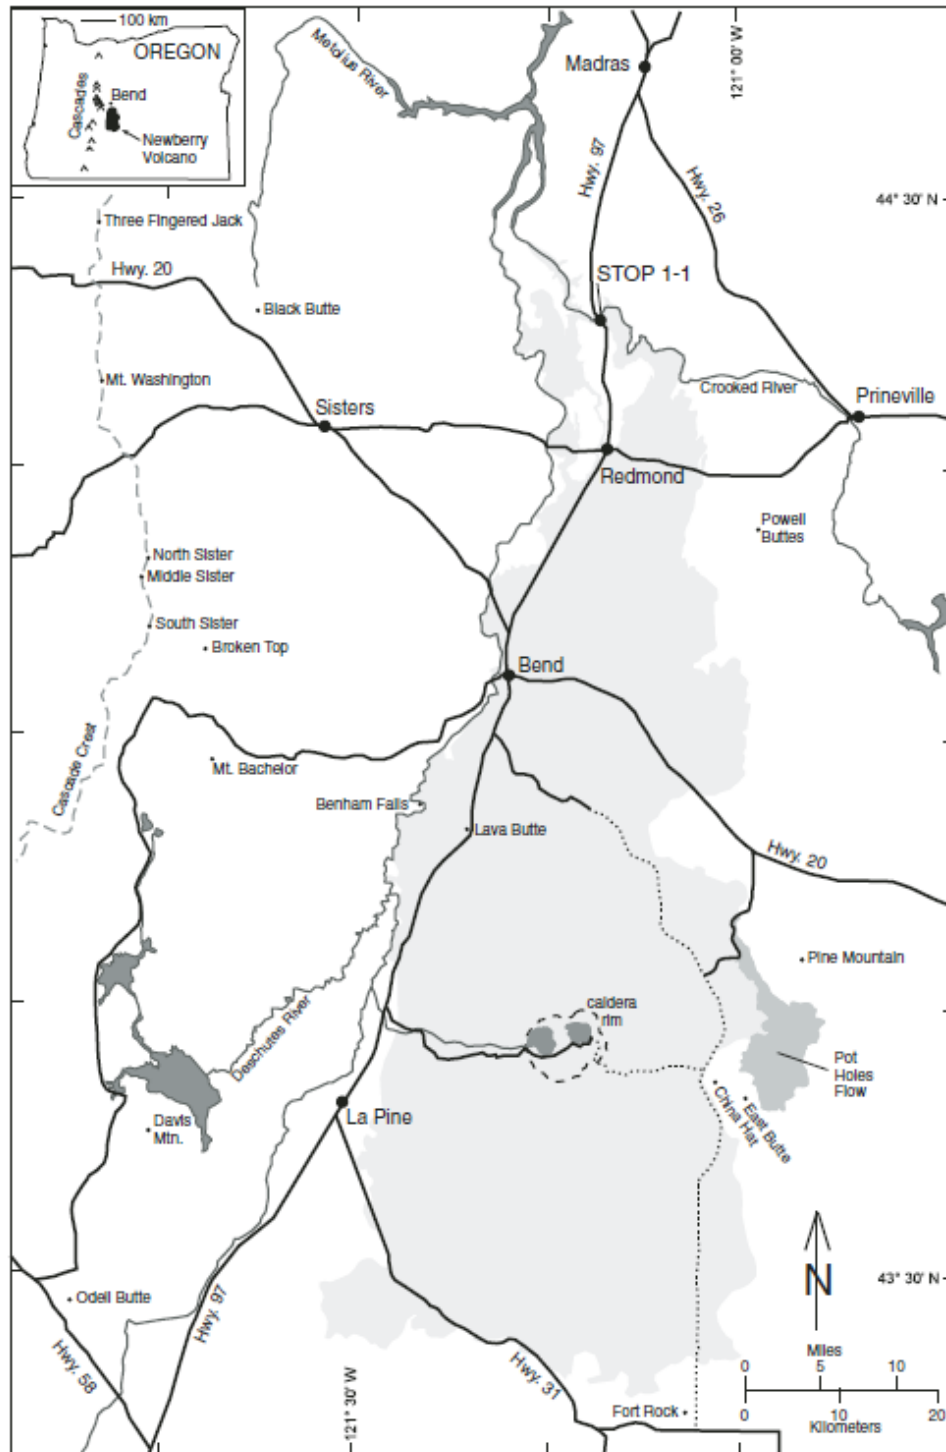 100 km
OREGON
Cascades
Bend
Newberry
Volcano
Metolius River
Madras
121° 00' W
Hwy. 97
Hwy. 26
44° 30' N
Three Fingered Jack
Hwy. 20
STOP 1-1
Black Butte
Mt. Washington
Crooked River
Prineville
Sisters
Redmond
Powell
Buttes
North Sister
Middle Sister
South Sister
Broken Top
Bend
Cascade Crest
Mt. Bachelor
Benham Falls
Lava Butte
Hwy. 20
Pine Mountain
caldera
rim
Deschutes River
Pot
Holes
Flow
China Hat
East Butte
La Pine
Davis
Mtn.
N
43° 30' N
Odell Butte
Hwy. 97
Hwy. 58
Hwy. 31
121° 30' W
Fort Rock
Miles
0 5 10
0 10 20
Kilometers